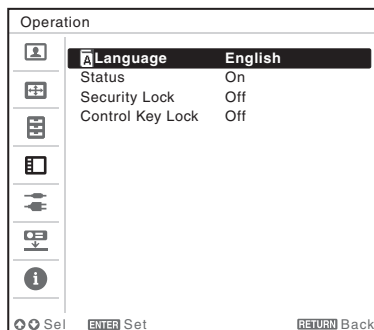 Operation
A Language English
Status On
Security Lock Off
Control Key Lock Off
Sel ENTER Set RETURN Back